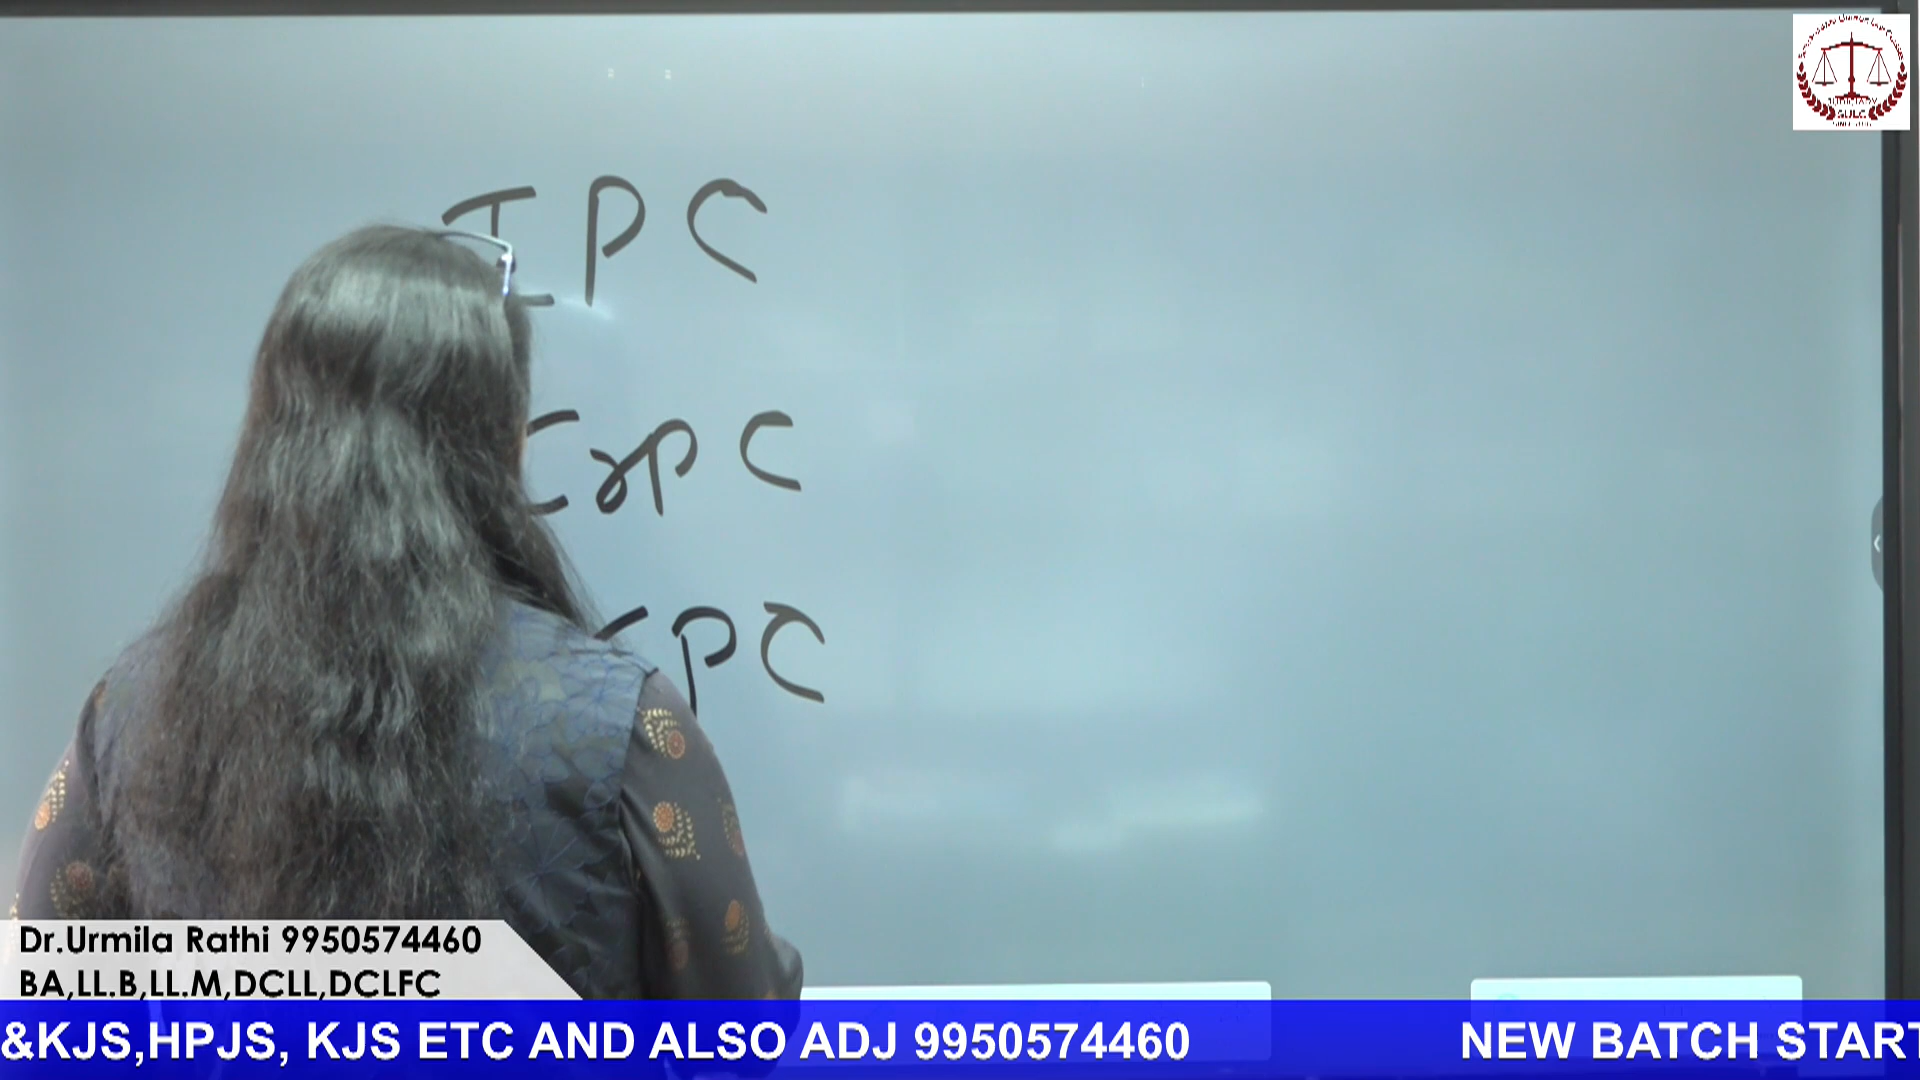 IPC
CrPC
CPC
Dr.Urmila Rathi 9950574460
BA,LL.B,LL.M,DCLL,DCLFC
&KJS,HPJS, KJS ETC AND ALSO ADJ 9950574460
NEW BATCH START